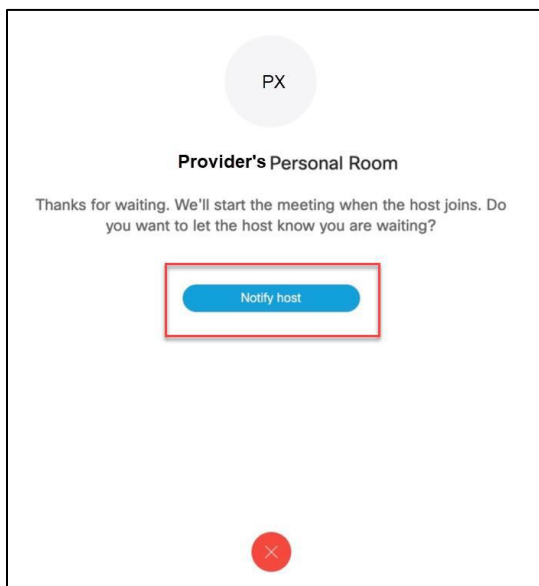 PX
Provider's Personal Room
Thanks for waiting. We'll start the meeting when the host joins. Do
you want to let the host know you are waiting?
Notify host